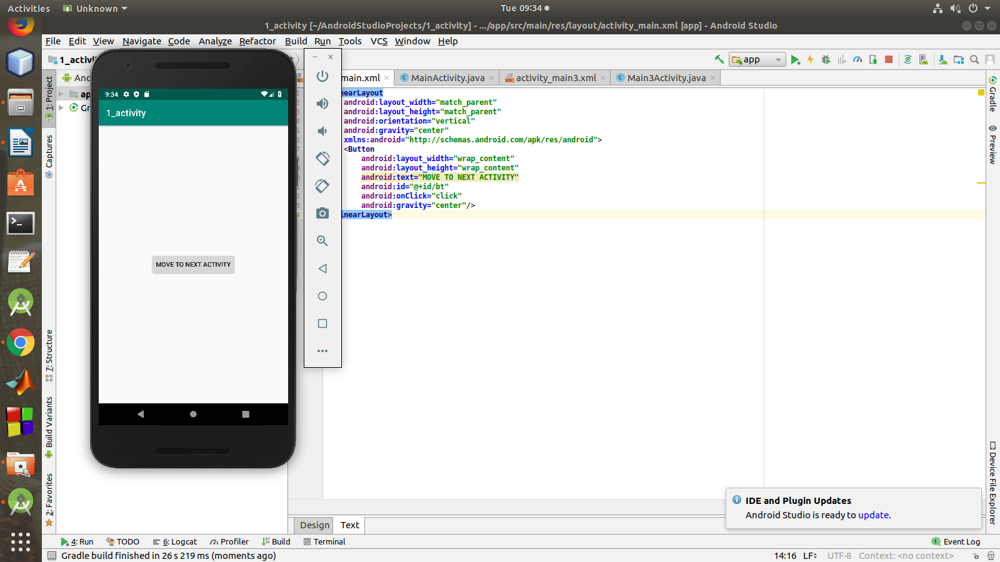 Activities Unknown Tue 09:34
1_activity [~/AndroidStudioProjects/1_activity] - .../app/src/main/res/layout/activity_main.xml [app] - Android Studio
File Edit View Navigate Code Analyze Refactor Build Run Tools VCS Window Help
1_activi app
And main.xml MainActivity.java activity_main3.xml Main3Activity.java
ap
Gr
1: Project
Captures
7: Structure
Build Variants
2: Favorites
9:34
1_activity
MOVE TO NEXT ACTIVITY
nearLayout
android:layout_width="match_parent"
android:layout_height="match_parent"
android:orientation="vertical"
android:gravity="center"
xmlns:android="http://schemas.android.com/apk/res/android">
<Button
android:layout_width="wrap_content"
android:layout_height="wrap_content"
android:text="MOVE TO NEXT ACTIVITY"
android:id="@+id/bt"
android:onClick="click"
android:gravity="center"/>
inearLayout>
Gradle
Preview
Device File Explorer
IDE and Plugin Updates
Android Studio is ready to update.
Design Text
4: Run TODO 6: Logcat Profiler Build Terminal 1 Event Log
Gradle build finished in 26 s 219 ms (moments ago) 14:16 LF UTF-8 Context: <no context>